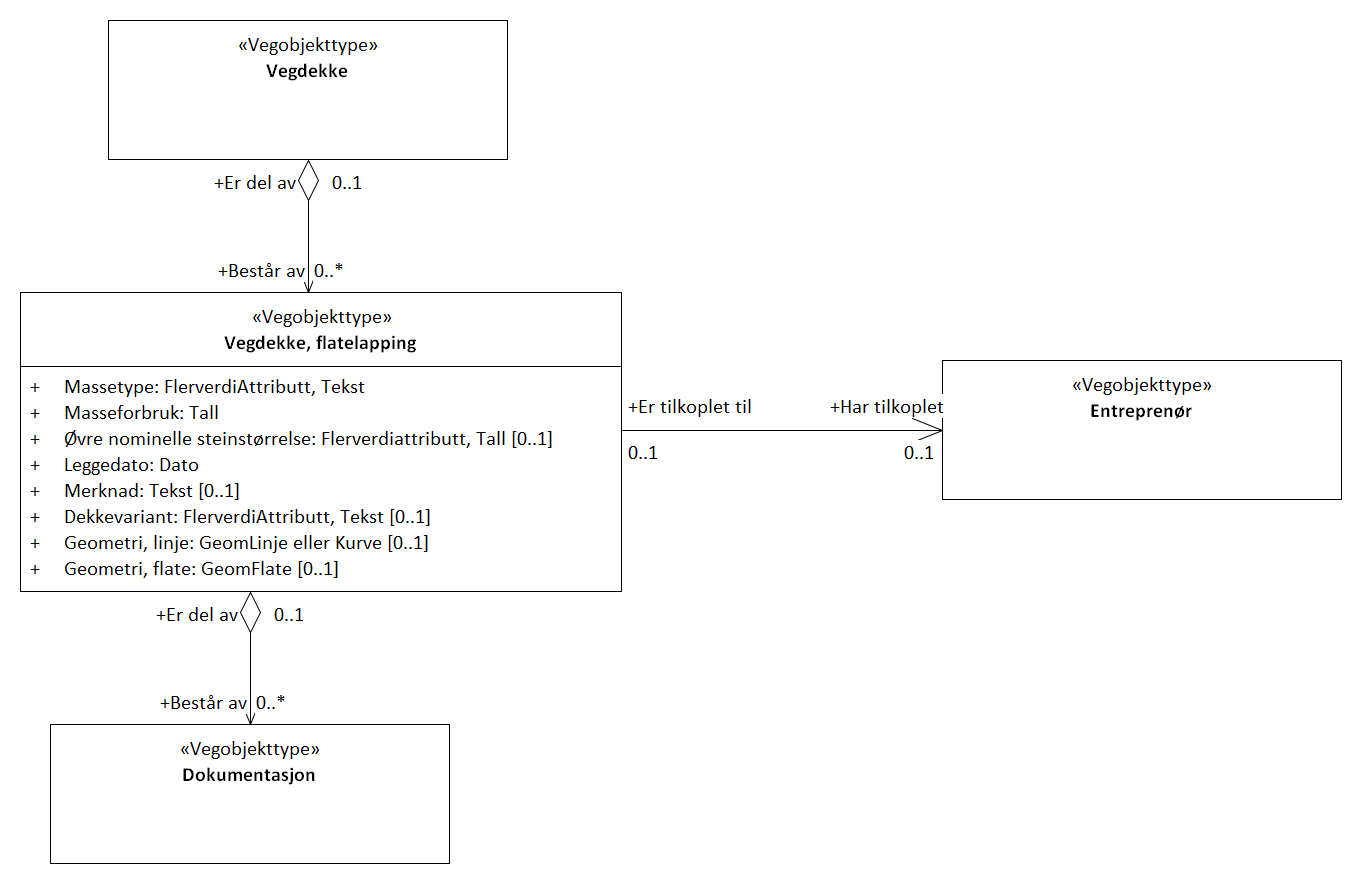 «Vegobjekttype»
Vegdekke
+Er del av 0..1
+Består av 0..*
«Vegobjekttype»
Vegdekke, flatelapping
+ Massetype: FlerverdiAttributt, Tekst
+ Masseforbruk: Tall
+ Øvre nominelle steinstørrelse: Flerverdiattributt, Tall [0..1]
+ Leggedato: Dato
+ Merknad: Tekst [0..1]
+ Dekkevariant: FlerverdiAttributt, Tekst [0..1]
+ Geometri, linje: GeomLinje eller Kurve [0..1]
+ Geometri, flate: GeomFlate [0..1]
+Er tilkoplet til +Har tilkoplet
0..1 0..1
«Vegobjekttype»
Entreprenør
+Er del av 0..1
+Består av 0..*
«Vegobjekttype»
Dokumentasjon